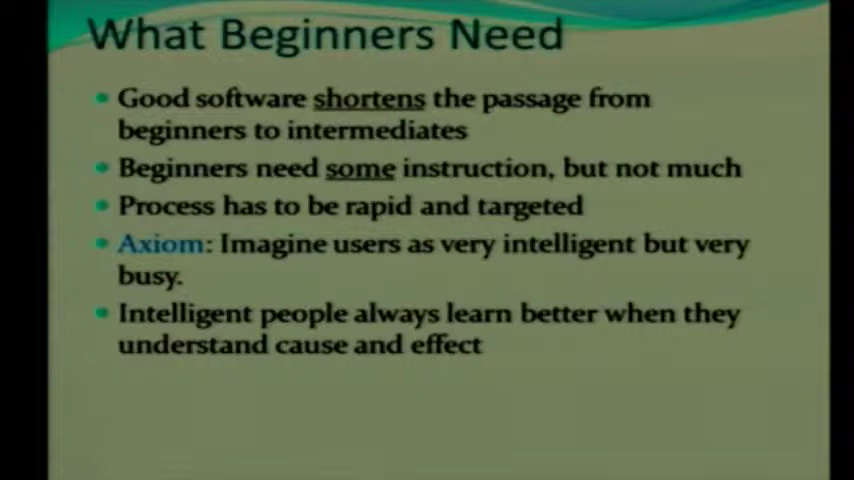 What Beginners Need
Good software shortens the passage from
beginners to intermediates
Beginners need some instruction, but not much
Process has to be rapid and targeted
Axiom: Imagine users as very intelligent but very
busy.
Intelligent people always learn better when they
understand cause and effect